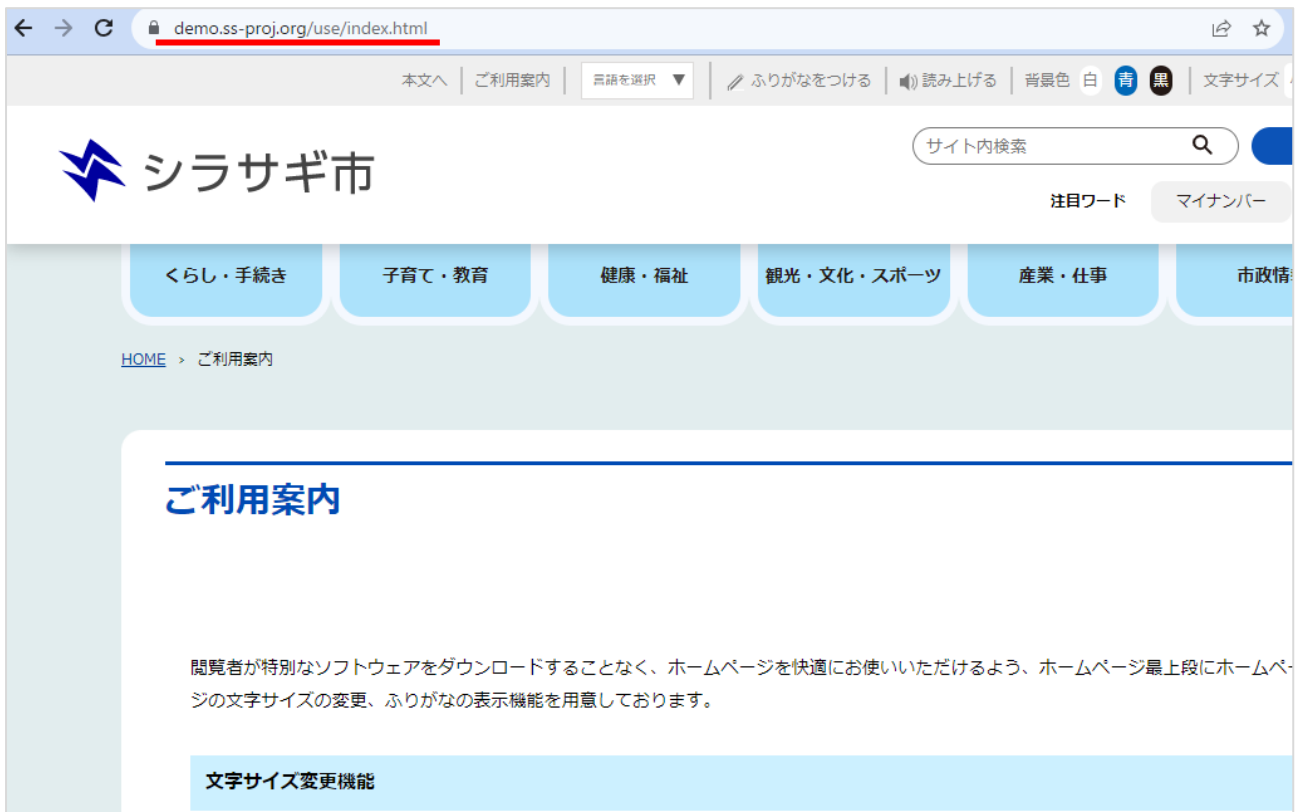 demo.ss-proj.org/use/index.html
本文へ ご利用案内 言語を選択 ▼ ふりがなをつける 読み上げる 背景色 白 青 黒 文字サイズ
シラサギ市
サイト内検索
注目ワード マイナンバー
くらし・手続き 子育て・教育 健康・福祉 観光・文化・スポーツ 産業・仕事 市政情
HOME > ご利用案内
ご利用案内
閲覧者が特別なソフトウェアをダウンロードすることなく、ホームページを快適にお使いいただけるよう、ホームページ最上段にホームペー
ジの文字サイズの変更、ふりがなの表示機能を用意しております。
文字サイズ変更機能